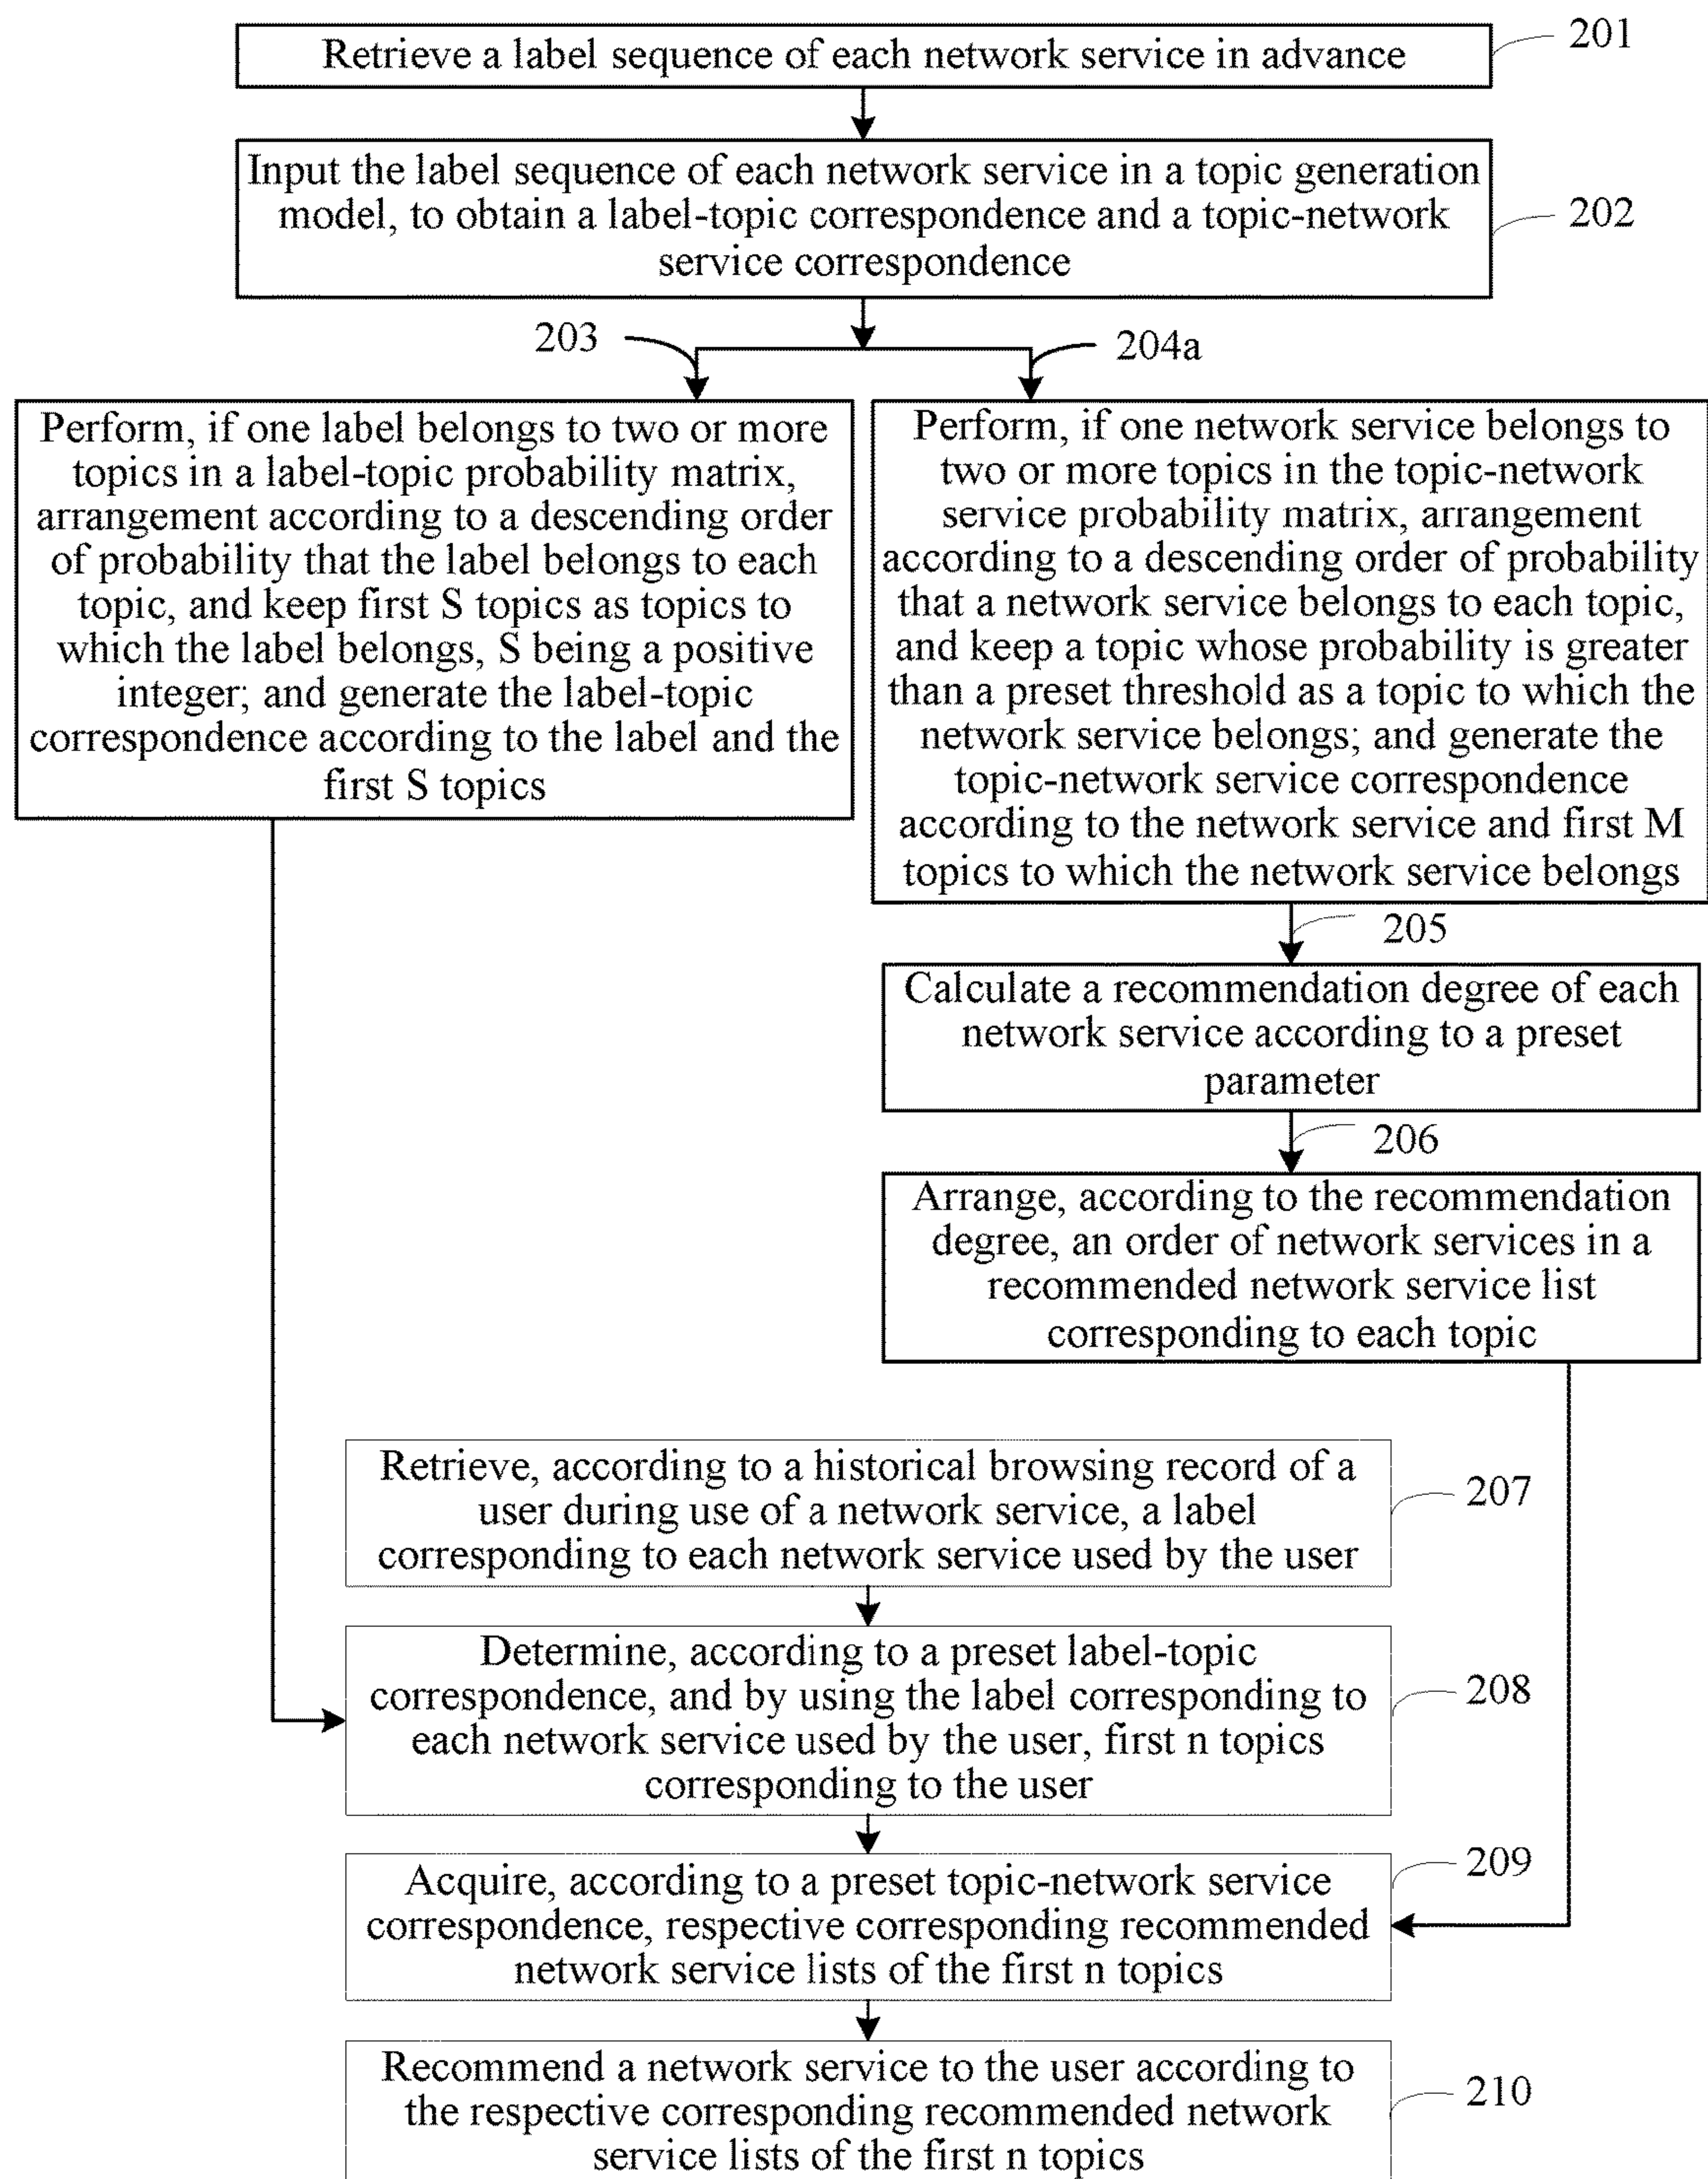 Retrieve a label sequence of each network service in advance
201
Input the label sequence of each network service in a topic generation
model, to obtain a label-topic correspondence and a topic-network
service correspondence
202
203
204a
Perform, if one label belongs to two or more
topics in a label-topic probability matrix,
arrangement according to a descending order
of probability that the label belongs to each
topic, and keep first S topics as topics to
which the label belongs, S being a positive
integer; and generate the label-topic
correspondence according to the label and the
first S topics
Perform, if one network service belongs to
two or more topics in the topic-network
service probability matrix, arrangement
according to a descending order of probability
that a network service belongs to each topic,
and keep a topic whose probability is greater
than a preset threshold as a topic to which the
network service belongs; and generate the
topic-network service correspondence
according to the network service and first M
topics to which the network service belongs
205
Calculate a recommendation degree of each
network service according to a preset
parameter
206
Arrange, according to the recommendation
degree, an order of network services in a
recommended network service list
corresponding to each topic
Retrieve, according to a historical browsing record of a
user during use of a network service, a label
corresponding to each network service used by the user
207
Determine, according to a preset label-topic
correspondence, and by using the label corresponding to
each network service used by the user, first n topics
corresponding to the user
208
Acquire, according to a preset topic-network service
correspondence, respective corresponding recommended
network service lists of the first n topics
209
Recommend a network service to the user according to
the respective corresponding recommended network
service lists of the first n topics
210